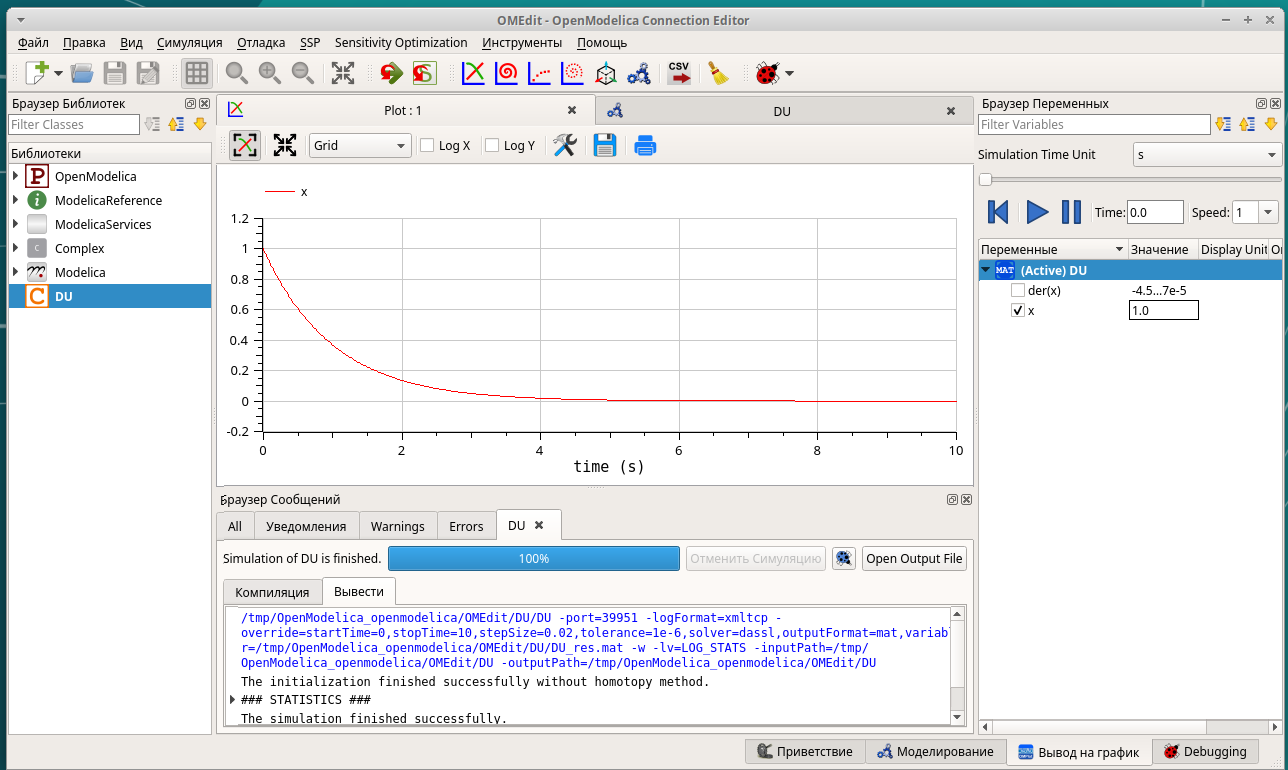 OMEdit - OpenModelica Connection Editor
Файл Правка Вид Симуляция Отладка SSP Sensitivity Optimization Инструменты Помощь
CSV
Браузер Библиотек
Filter Classes
Библиотеки
P OpenModelica
i ModelicaReference
ModelicaServices
C Complex
m Modelica
C DU
Plot : 1
DU
Grid Log X Log Y
x
1.2
1
0.8
0.6
0.4
0.2
0
-0.2
0 2 4 6 8 10
time (s)
Браузер Сообщений
All Уведомления Warnings Errors DU
Simulation of DU is finished. 100% Отменить Симуляцию Open Output File
Компиляция Вывести
/tmp/OpenModelica_openmodelica/OMEdit/DU/DU -port=39951 -logFormat=xmltcp -
override=startTime=0,stopTime=10,stepSize=0.02,tolerance=1e-6,solver=dassl,outputFormat=mat,variabl
r=/tmp/OpenModelica_openmodelica/OMEdit/DU/DU_res.mat -w -lv=LOG_STATS -inputPath=/tmp/
OpenModelica_openmodelica/OMEdit/DU -outputPath=/tmp/OpenModelica_openmodelica/OMEdit/DU
The initialization finished successfully without homotopy method.
### STATISTICS ###
The simulation finished successfully.
Браузер Переменных
Filter Variables
Simulation Time Unit s
Time: 0.0 Speed: 1
Переменные Значение Display Unit Оп
MAT (Active) DU
der(x) -4.5...7e-5
x 1.0
Приветствие Моделирование Вывод на график Debugging